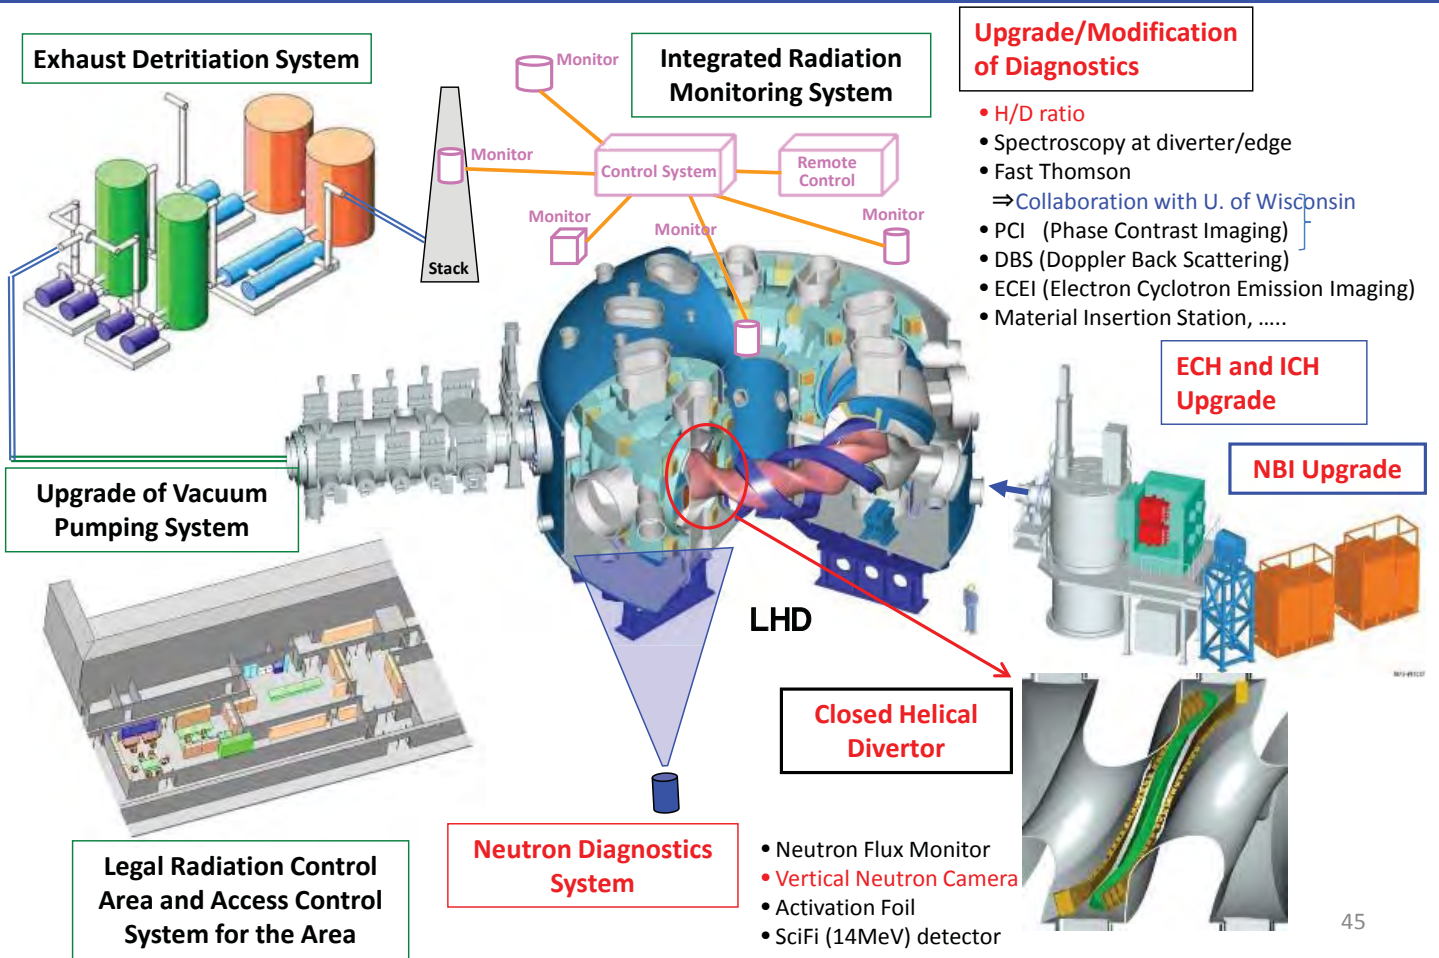 Exhaust Detritiation System
Integrated Radiation
Monitoring System
Upgrade/Modification
of Diagnostics
• H/D ratio
• Spectroscopy at diverter/edge
• Fast Thomson
⇒Collaboration with U. of Wisconsin
• PCI (Phase Contrast Imaging)
• DBS (Doppler Back Scattering)
• ECEI (Electron Cyclotron Emission Imaging)
• Material Insertion Station, .....
Monitor
Monitor
Control System
Remote
Control
Monitor
Monitor
Monitor
Stack
ECH and ICH
Upgrade
NBI Upgrade
Upgrade of Vacuum
Pumping System
LHD
Closed Helical
Divertor
Neutron Diagnostics
System
• Neutron Flux Monitor
• Vertical Neutron Camera
• Activation Foil
• SciFi (14MeV) detector
Legal Radiation Control
Area and Access Control
System for the Area
45